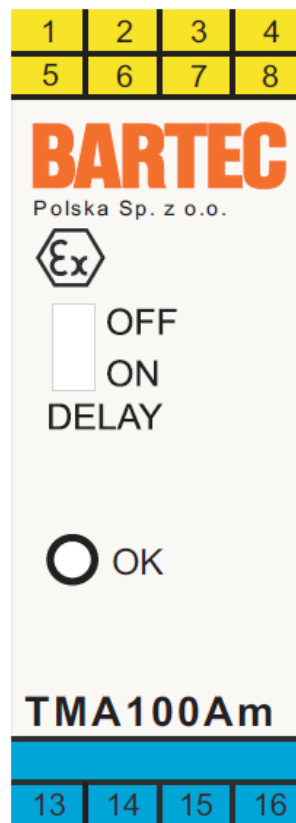 1 2 3 4
5 6 7 8
BARTEC
Polska Sp. z o.o.
Ex
OFF
ON
DELAY
OK
TMA100Am
13 14 15 16